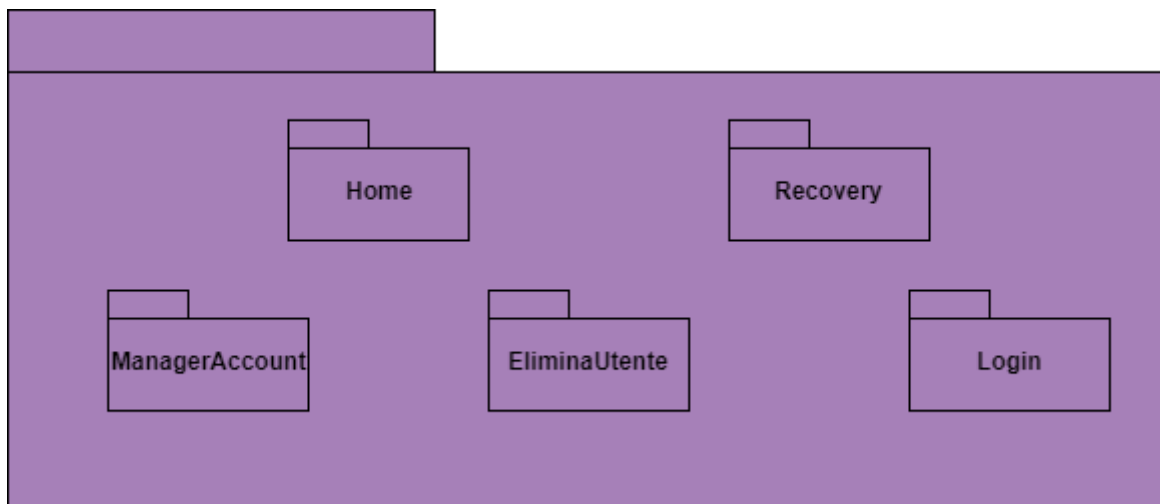 Home
Recovery
ManagerAccount
EliminaUtente
Login